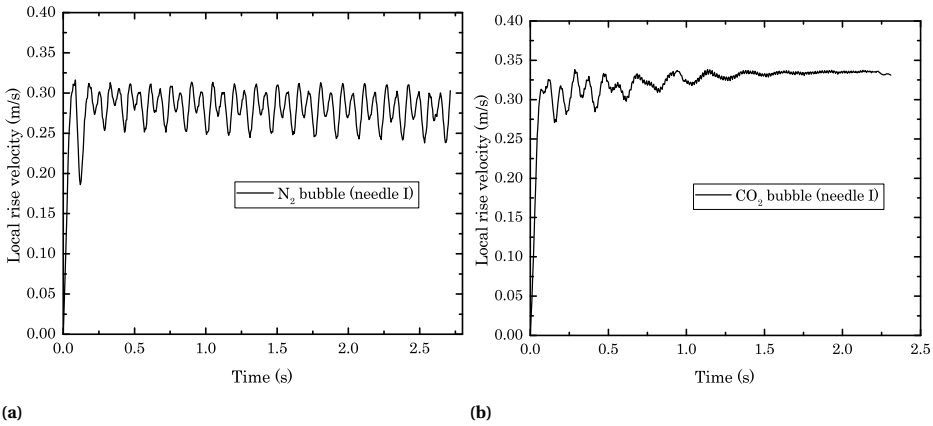 0.40
0.35
0.30
0.25
0.20
0.15
0.10
0.05
0.00
Local rise velocity (m/s)
N₂ bubble (needle I)
0.0 0.5 1.0 1.5 2.0 2.5
Time (s)
(a)
0.40
0.35
0.30
0.25
0.20
0.15
0.10
0.05
0.00
Local rise velocity (m/s)
CO₂ bubble (needle I)
0.0 0.5 1.0 1.5 2.0 2.5
Time (s)
(b)